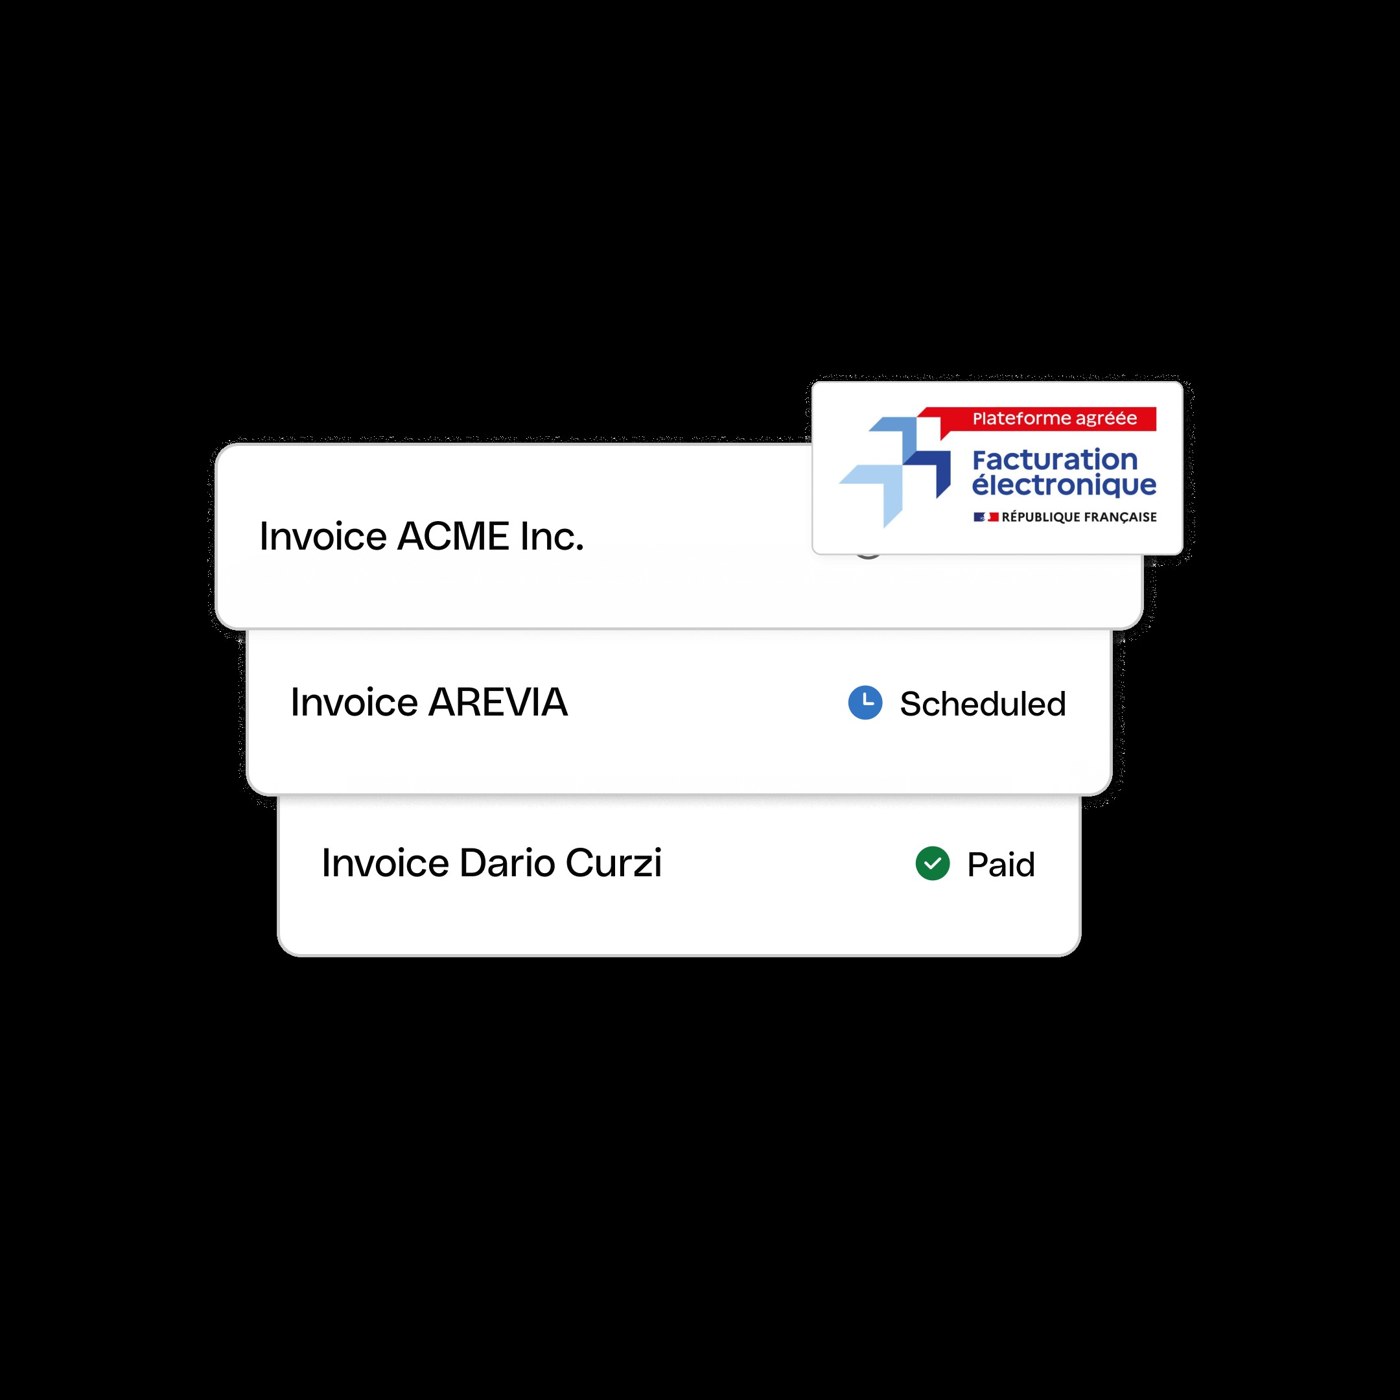 Plateforme agréée
Facturation
électronique
RÉPUBLIQUE FRANÇAISE
Invoice ACME Inc.
Invoice AREVIA
Scheduled
Invoice Dario Curzi
Paid